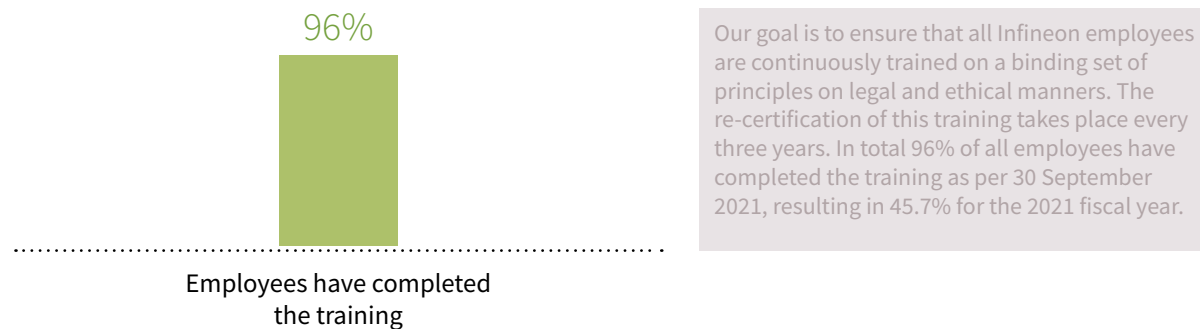 96%
Employees have completed
the training
Our goal is to ensure that all Infineon employees
are continuously trained on a binding set of
principles on legal and ethical manners. The
re-certification of this training takes place every
three years. In total 96% of all employees have
completed the training as per 30 September
2021, resulting in 45.7% for the 2021 fiscal year.